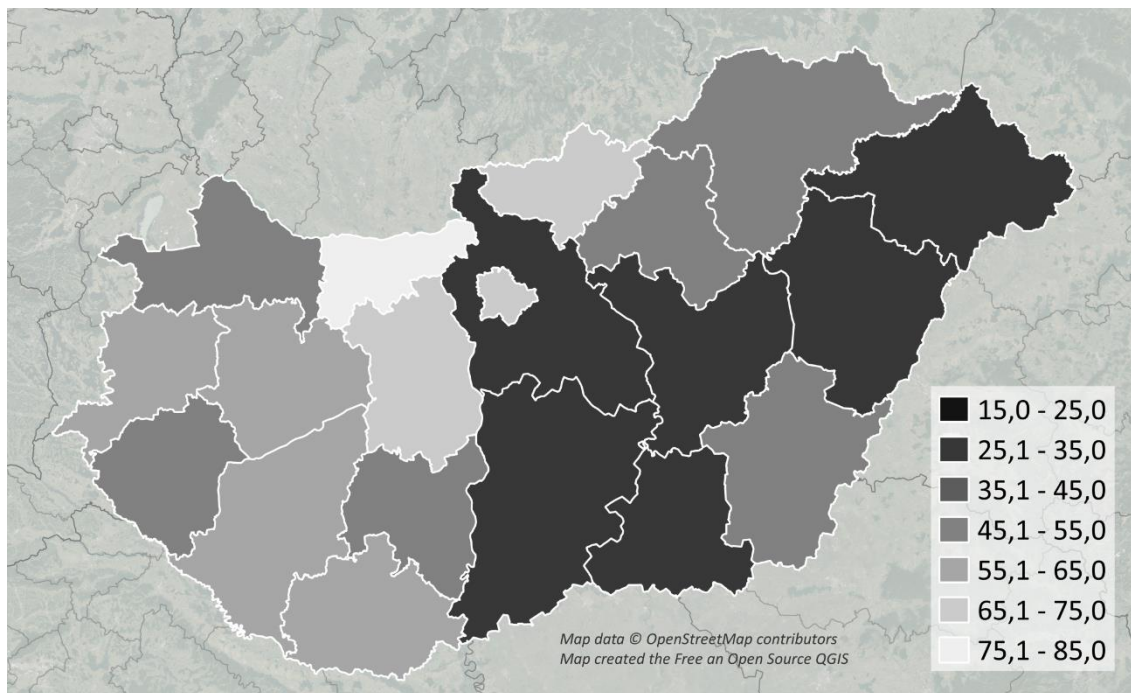 15,0 - 25,0
25,1 - 35,0
35,1 - 45,0
45,1 - 55,0
55,1 - 65,0
65,1 - 75,0
75,1 - 85,0
Map data © OpenStreetMap contributors
Map created the Free an Open Source QGIS